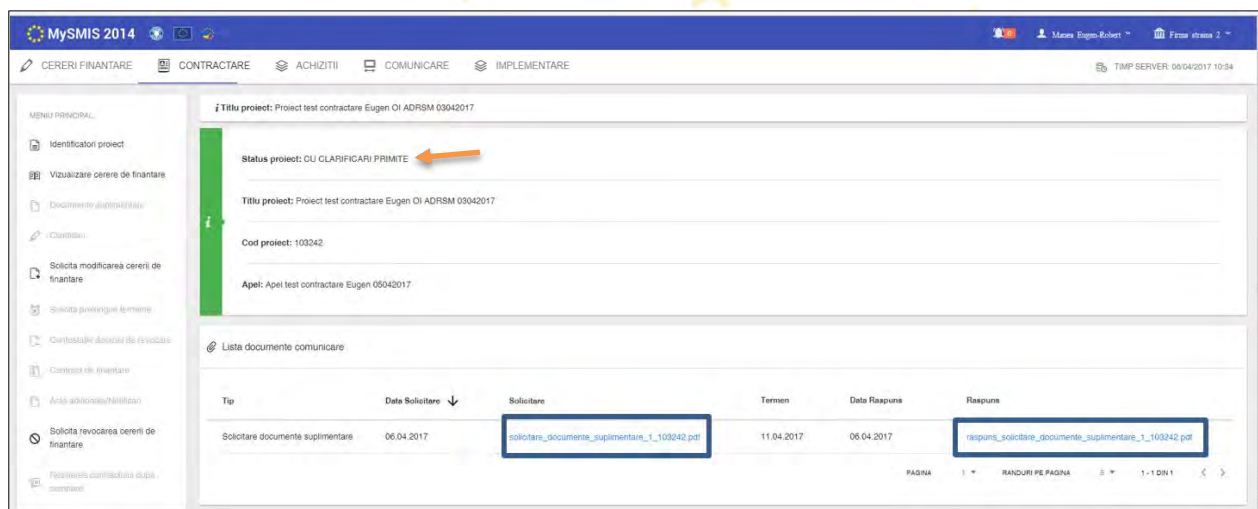 MySMIS 2014
Manea Eugen-Robert
Firma straina 2
CERERI FINANTARE
CONTRACTARE
ACHIZITII
COMUNICARE
IMPLEMENTARE
TIMP SERVER: 06/04/2017 10:34
MENIU PRINCIPAL
i Titlu proiect: Proiect test contractare Eugen OI ADRSM 03042017
Identificatori proiect
Vizualizare cerere de finantare
Documente suplimentare
Clarificari
Solicita modificarea cererii de
finantare
Solicita prelungire termene
Contestatie decizie de revocare
Contract de finantare
Acte aditionale/Notificari
Solicita revocarea cererii de
finantare
i
Status proiect: CU CLARIFICARI PRIMITE
Titlu proiect: Proiect test contractare Eugen OI ADRSM 03042017
Cod proiect: 103242
Apel: Apel test contractare Eugen 05042017
Lista documente comunicare
Tip Data Solicitare Solicitare Termen Data Raspuns Raspuns
Solicitare documente suplimentare 06.04.2017 solicitare_documente_suplimentare_1_103242.pdf 11.04.2017 06.04.2017 raspuns_solicitare_documente_suplimentare_1_103242.pdf
PAGINA 1 RANDURI PE PAGINA 5 1-1 DIN 1